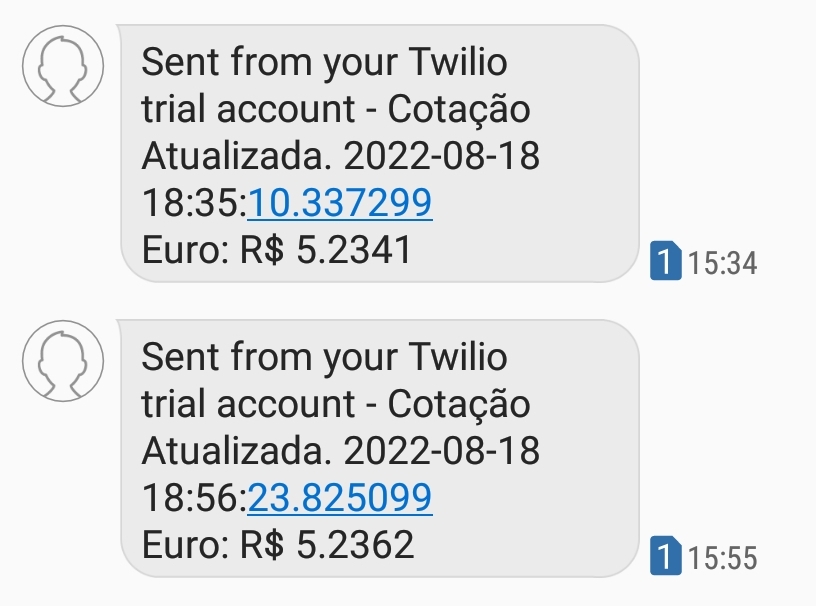 Sent from your Twilio
trial account - Cotação
Atualizada. 2022-08-18
18:35:10.337299
Euro: R$ 5.2341
1 15:34
Sent from your Twilio
trial account - Cotação
Atualizada. 2022-08-18
18:56:23.825099
Euro: R$ 5.2362
1 15:55